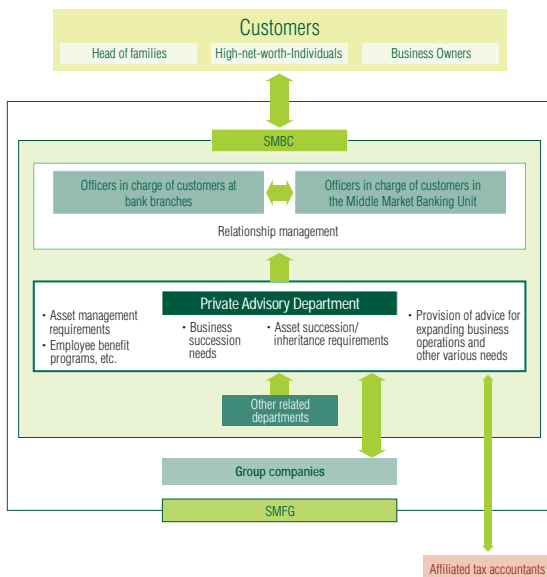 Customers
Head of families
High-net-worth-Individuals
Business Owners
SMBC
Officers in charge of customers at
bank branches
Officers in charge of customers in
the Middle Market Banking Unit
Relationship management
Private Advisory Department
• Asset management
requirements
• Employee benefit
programs, etc.
• Business
succession
needs
• Asset succession/
inheritance requirements
• Provision of advice for
expanding business
operations and
other various needs
Other related
departments
Group companies
SMFG
Affiliated tax accountants